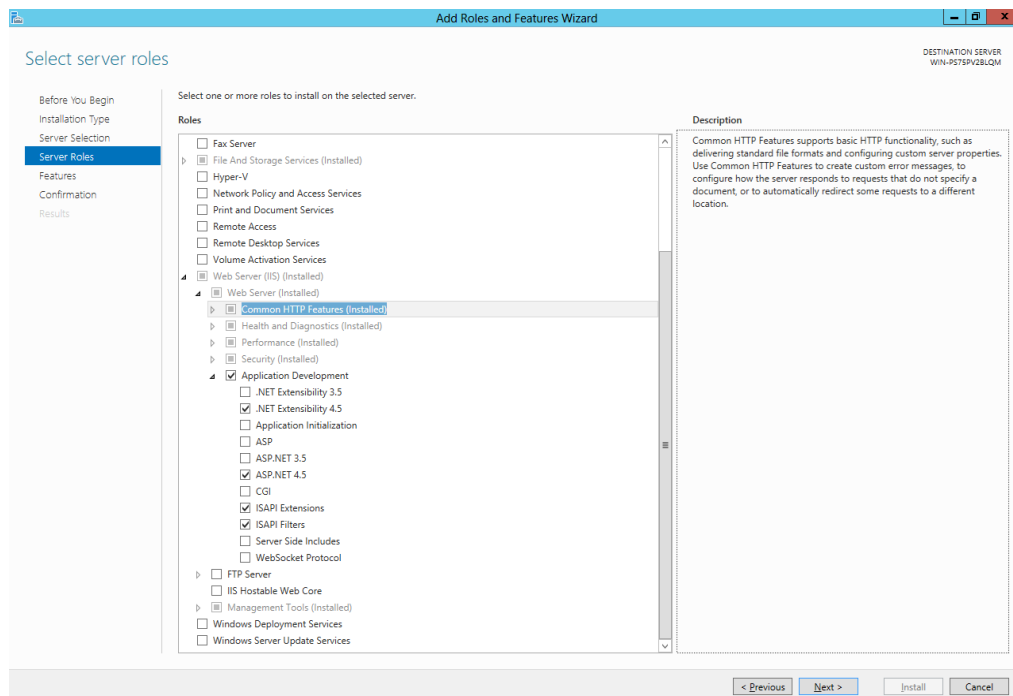 Add Roles and Features Wizard
Select server roles
DESTINATION SERVER
WIN-PS75PV2BLQM
Before You Begin
Installation Type
Server Selection
Server Roles
Features
Confirmation
Results
Select one or more roles to install on the selected server.
Roles
Fax Server
File And Storage Services (Installed)
Hyper-V
Network Policy and Access Services
Print and Document Services
Remote Access
Remote Desktop Services
Volume Activation Services
Web Server (IIS) (Installed)
Web Server (Installed)
Common HTTP Features (Installed)
Health and Diagnostics (Installed)
Performance (Installed)
Security (Installed)
Application Development
.NET Extensibility 3.5
.NET Extensibility 4.5
Application Initialization
ASP
ASP.NET 3.5
ASP.NET 4.5
CGI
ISAPI Extensions
ISAPI Filters
Server Side Includes
WebSocket Protocol
FTP Server
IIS Hostable Web Core
Management Tools (Installed)
Windows Deployment Services
Windows Server Update Services
Description
Common HTTP Features supports basic HTTP functionality, such as
delivering standard file formats and configuring custom server properties.
Use Common HTTP Features to create custom error messages, to
configure how the server responds to requests that do not specify a
document, or to automatically redirect some requests to a different
location.
< Previous
Next >
Install
Cancel